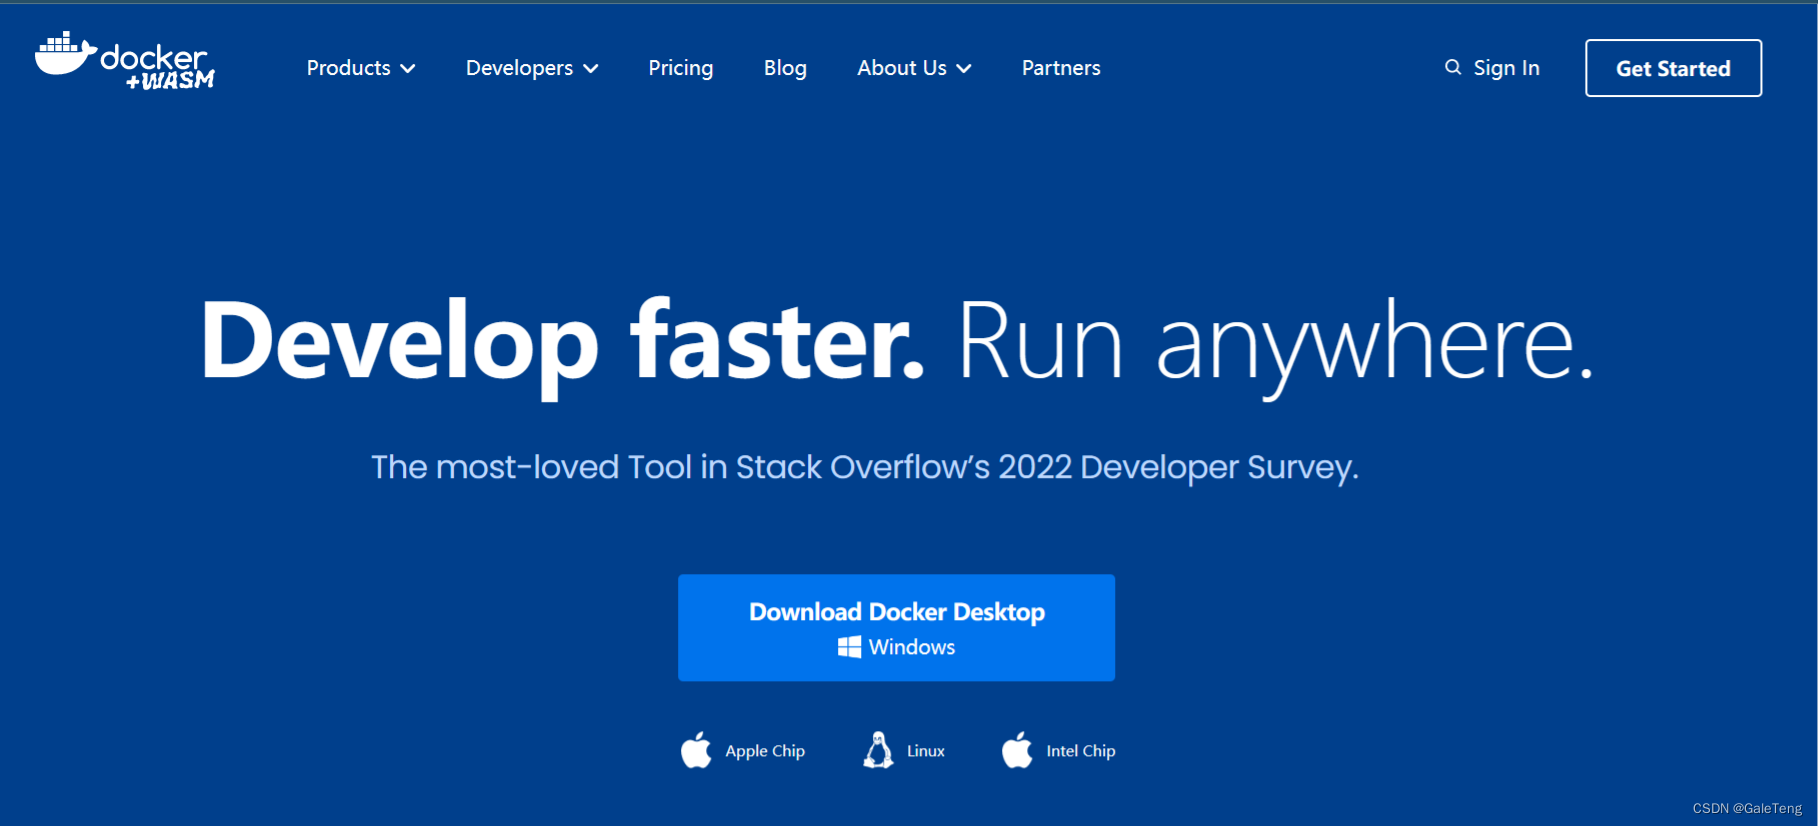 docker
+WASM
Products
Developers
Pricing
Blog
About Us
Partners
Sign In
Get Started
Develop faster. Run anywhere.
The most-loved Tool in Stack Overflow’s 2022 Developer Survey.
Download Docker Desktop
Windows
Apple Chip
Linux
Intel Chip
CSDN @GaleTeng